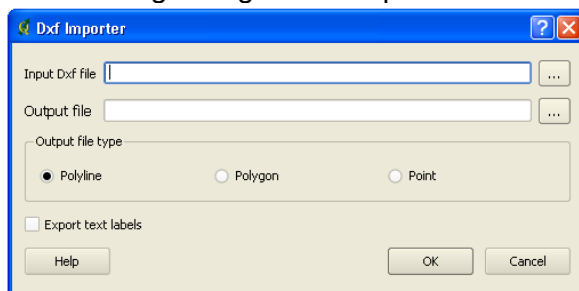 Dxf Importer
Input Dxf file
...
Output file
...
Output file type
Polyline Polygon Point
Export text labels
Help OK Cancel